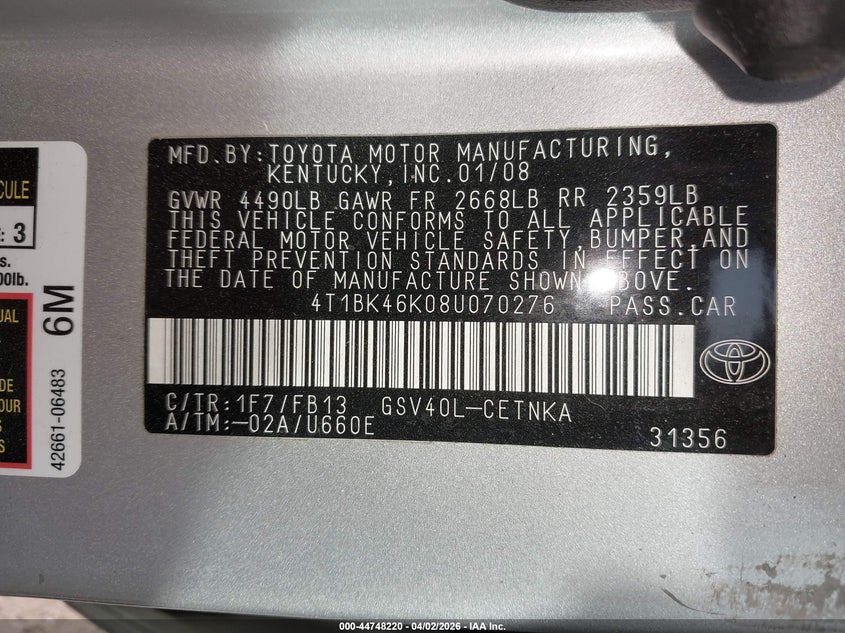 MFD.BY:TOYOTA MOTOR MANUFACTURING,
KENTUCKY,INC.01/08
GVWR 4490LB GAWR FR 2668LB RR 2359LB
THIS VEHICLE CONFORMS TO ALL APPLICABLE
FEDERAL MOTOR VEHICLE SAFETY,BUMPER,AND
THEFT PREVENTION STANDARDS IN EFFECT ON
THE DATE OF MANUFACTURE SHOWN ABOVE.
4T1BK46K08U070276 PASS.CAR
C/TR:1F7/FB13 GSV40L-CETNKA
A/TM:-02A/U660E
31356
3
6M
42661-06483
000-44748220 - 04/02/2026 - IAA Inc.